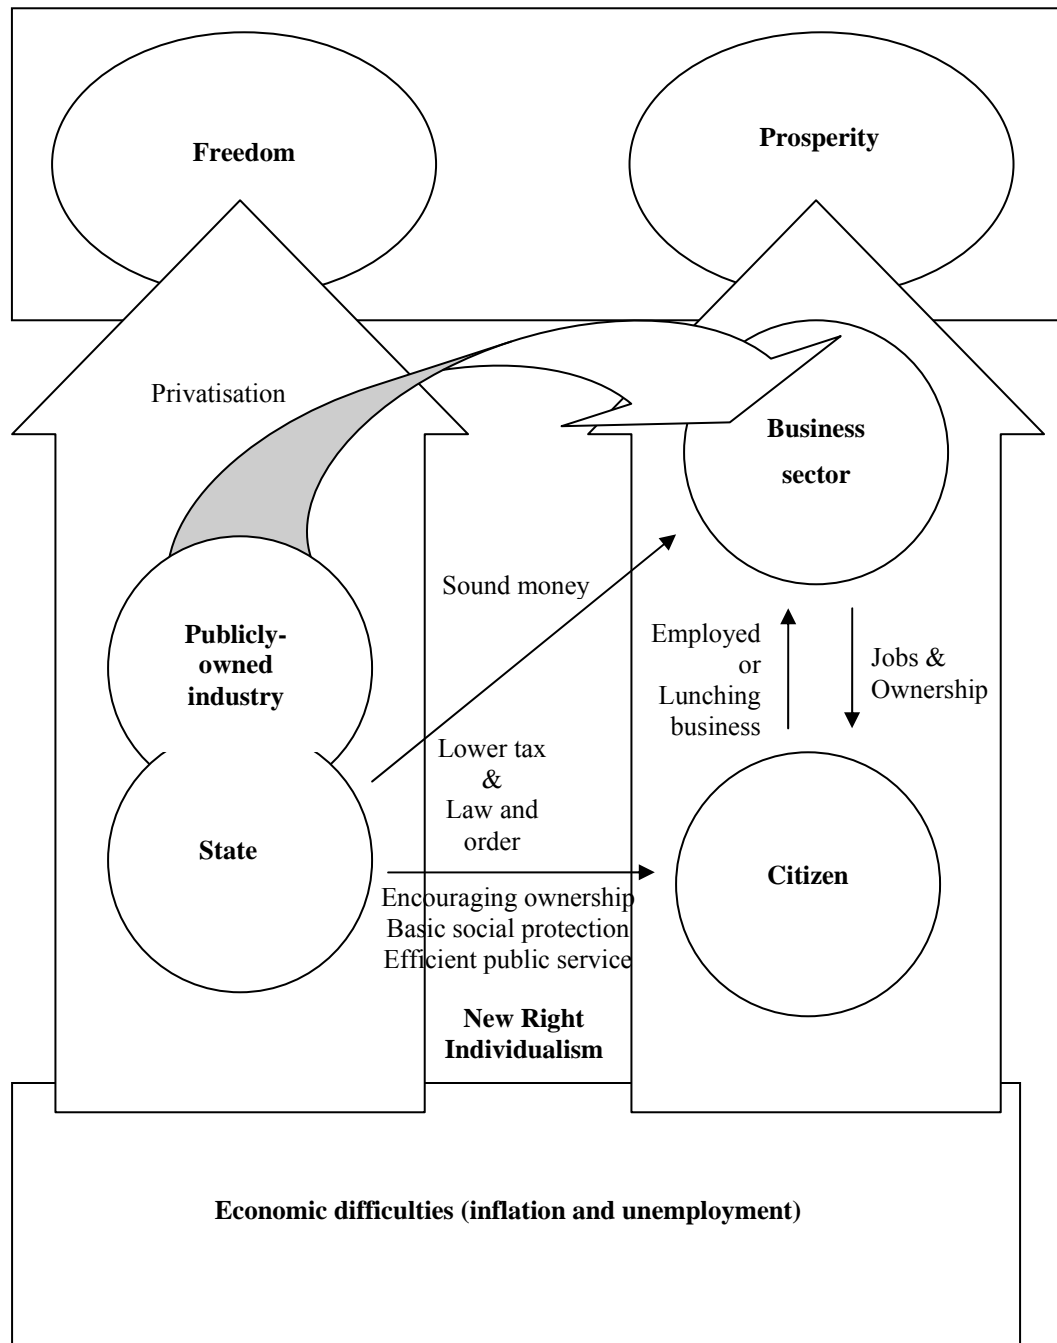 Freedom
Prosperity
Privatisation
Business
sector
Sound money
Publicly-
owned
industry
Employed
or
Lunching
business
Jobs &
Ownership
Lower tax
&
Law and
order
State
Citizen
Encouraging ownership
Basic social protection
Efficient public service
New Right
Individualism
Economic difficulties (inflation and unemployment)